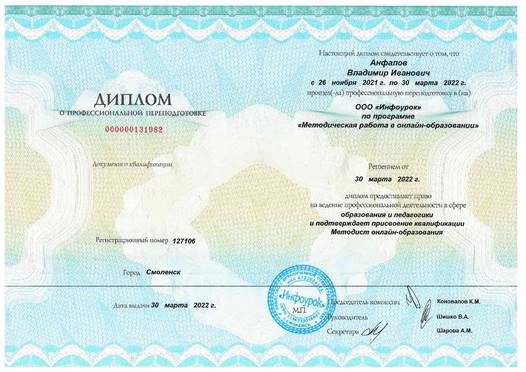 ДИПЛОМ
О ПРОФЕССИОНАЛЬНОЙ ПЕРЕПОДГОТОВКЕ
000000131982
Документ о квалификации
Регистрационный номер 127106
Город Смоленск
Дата выдачи 30 марта 2022 г.
Настоящий диплом свидетельствует о том, что
Анфалов
Владимир Иванович
с 26 ноября 2021 г. по 30 марта 2022 г.
прошел(-ла) профессиональную переподготовку в (на)
ООО «Инфоурок»
по программе
«Методическая работа в онлайн-образовании»
Решением от
30 марта 2022 г.
диплом предоставляет право
на ведение профессиональной деятельности в сфере
образования и педагогики
и подтверждает присвоение квалификации
Методист онлайн-образования
«Инфоурок»
М.П.
Председатель комиссии Коновалов К.М.
Руководитель Шишко В.А.
Секретарь Шарова А.М.